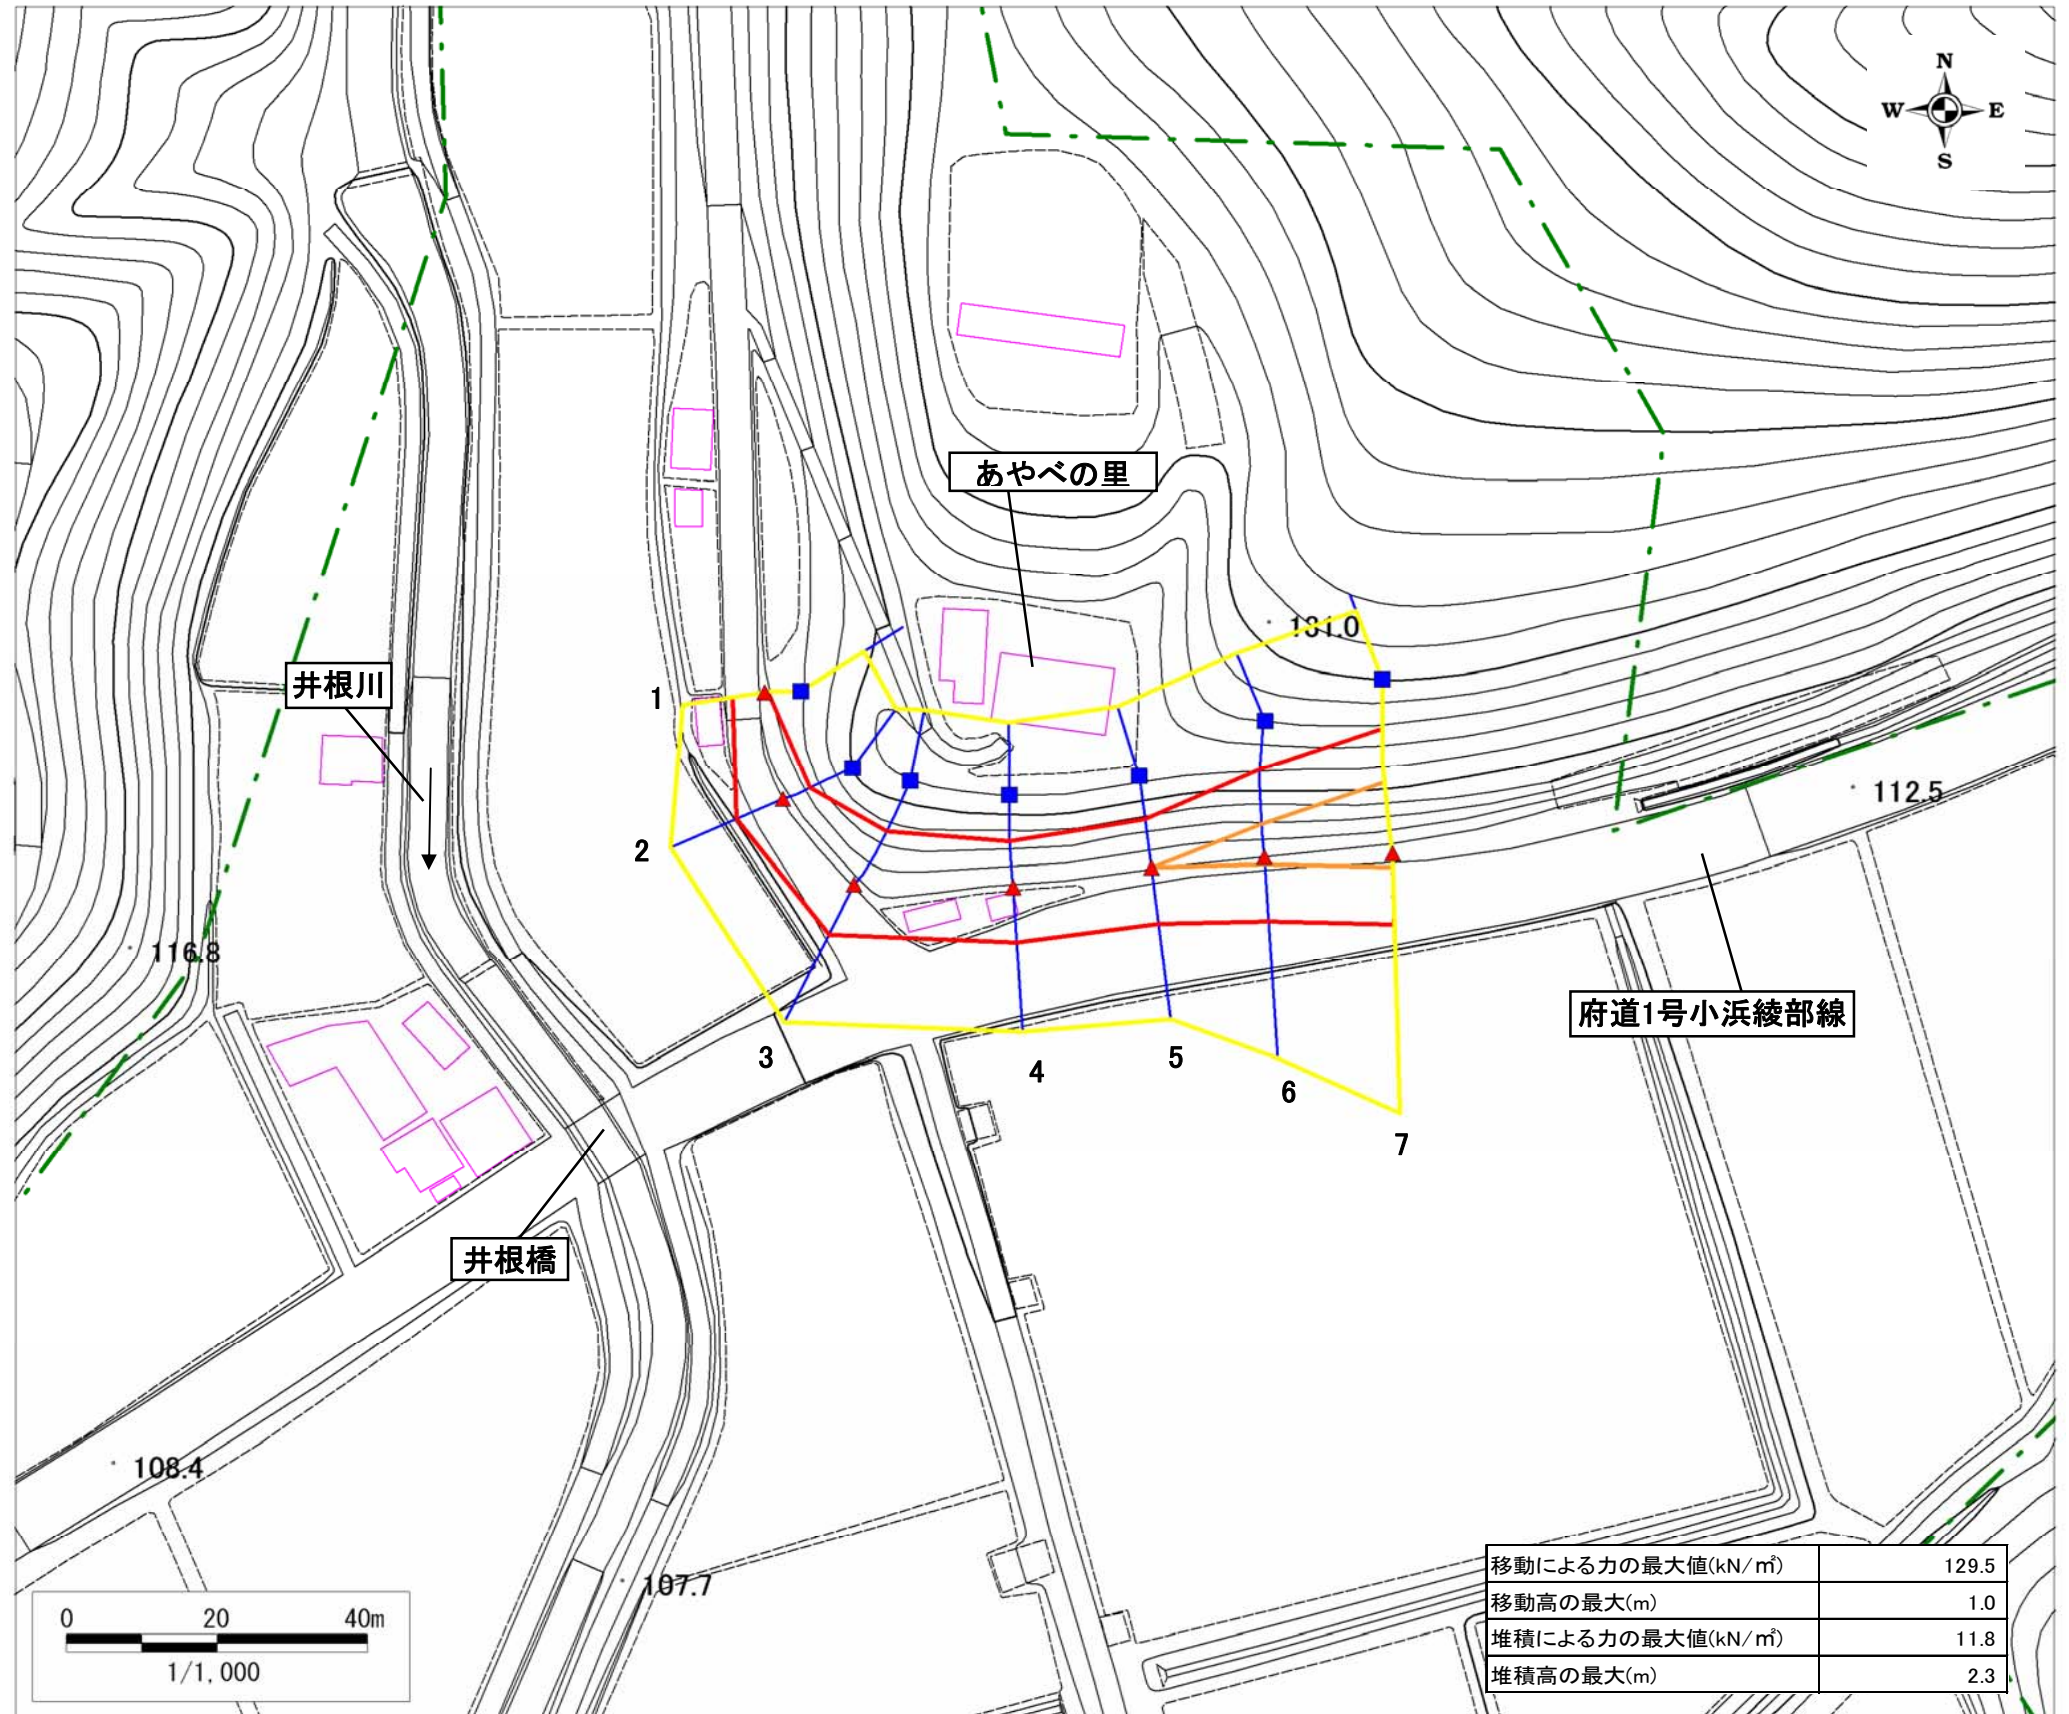 N
W E
S
あやべの里
131.0
井根川
1
112.5
2
116.8
府道1号小浜綾部線
3
4
5
6
7
井根橋
108.4
107.7
移動による力の最大値(kN/㎡) 129.5
移動高の最大(m) 1.0
堆積による力の最大値(kN/㎡) 11.8
堆積高の最大(m) 2.3
0 20 40m
1/1,000